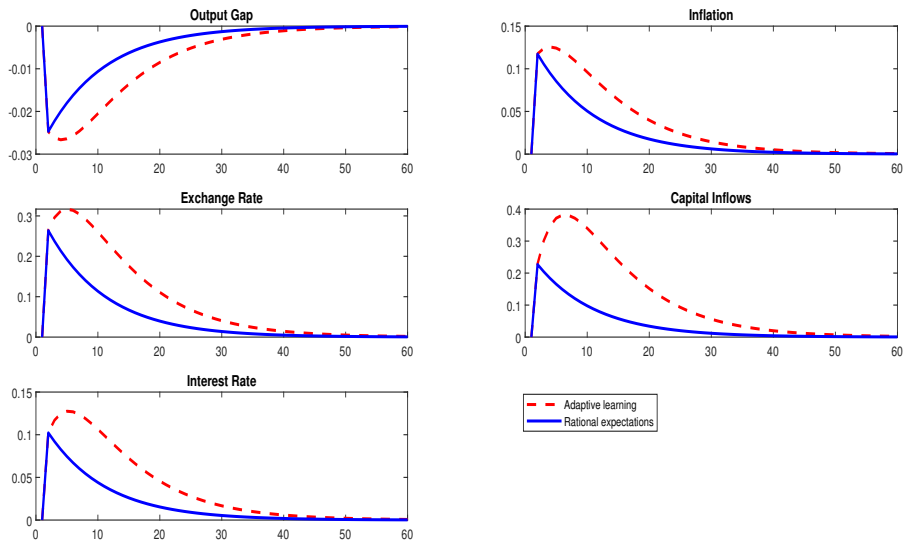 Output Gap
0
-0.01
-0.02
-0.03
0 10 20 30 40 50 60
Inflation
0.15
0.1
0.05
0
0 10 20 30 40 50 60
Exchange Rate
0.3
0.2
0.1
0
0 10 20 30 40 50 60
Capital Inflows
0.4
0.3
0.2
0.1
0
0 10 20 30 40 50 60
Interest Rate
0.15
0.1
0.05
0
0 10 20 30 40 50 60
Adaptive learning
Rational expectations